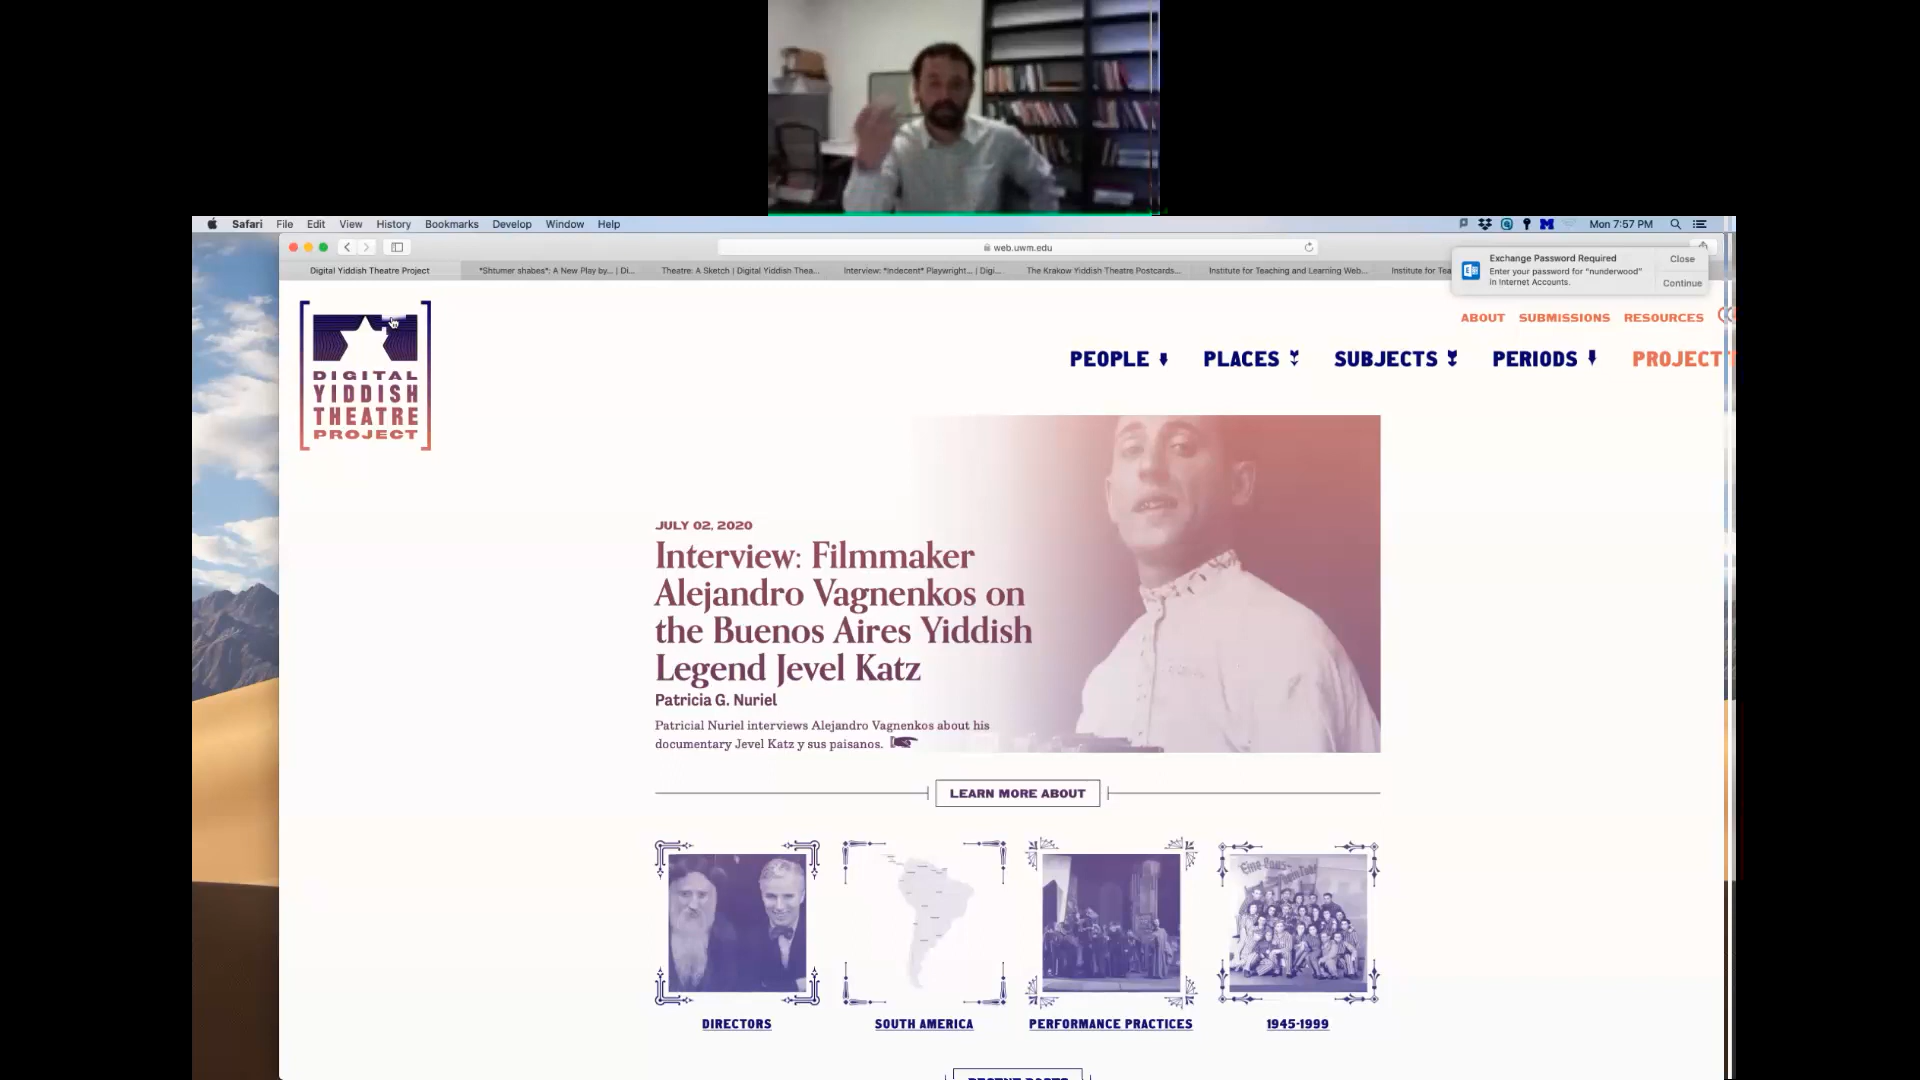 Safari File Edit View History Bookmarks Develop Window Help
Mon 7:57 PM
web.uwm.edu
Digital Yiddish Theatre Project
*Shtumer shabes*: A New Play by... | Di...
Theatre: A Sketch | Digital Yiddish Thea...
Interview: *Indecent* Playwright... | Digi...
The Krakow Yiddish Theatre Postcards...
Institute for Teaching and Learning Web...
Institute for Tea
Exchange Password Required
Enter your password for “nunderwood”
in Internet Accounts.
Close
Continue
ABOUT SUBMISSIONS RESOURCES
PEOPLE PLACES SUBJECTS PERIODS PROJECT
DIGITAL
YIDDISH
THEATRE
PROJECT
JULY 02, 2020
Interview: Filmmaker
Alejandro Vagnenkos on
the Buenos Aires Yiddish
Legend Jevel Katz
Patricia G. Nuriel
Patricial Nuriel interviews Alejandro Vagnenkos about his
documentary Jevel Katz y sus paisanos.
LEARN MORE ABOUT
DIRECTORS
SOUTH AMERICA
PERFORMANCE PRACTICES
1945-1999
RECENT POSTS